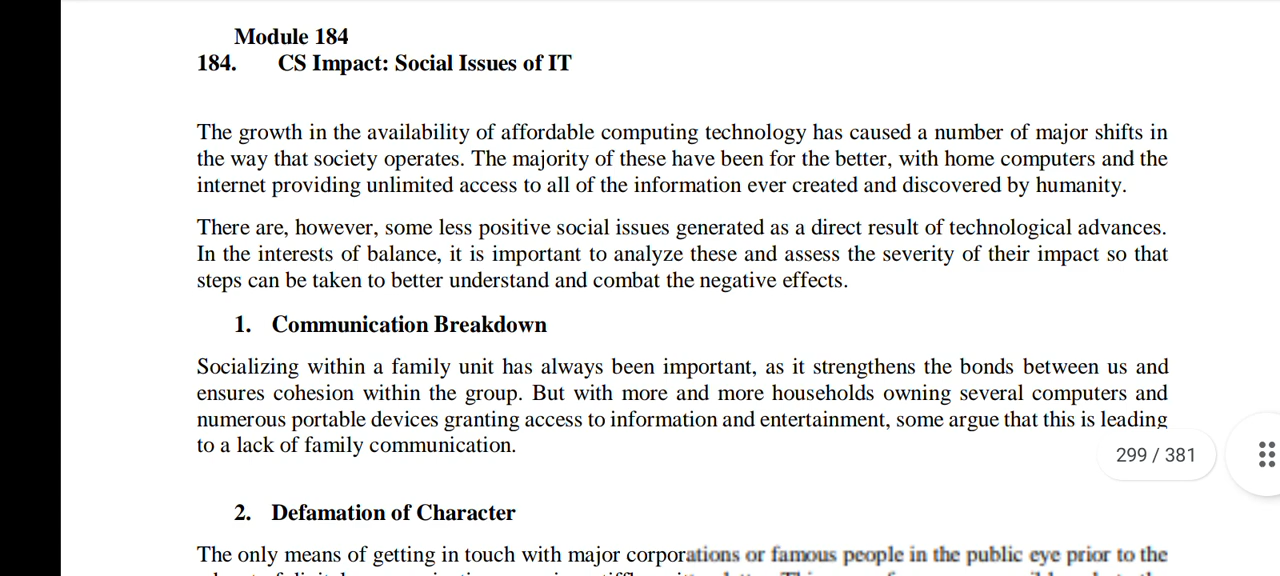 Module 184
184. CS Impact: Social Issues of IT
The growth in the availability of affordable computing technology has caused a number of major shifts in
the way that society operates. The majority of these have been for the better, with home computers and the
internet providing unlimited access to all of the information ever created and discovered by humanity.
There are, however, some less positive social issues generated as a direct result of technological advances.
In the interests of balance, it is important to analyze these and assess the severity of their impact so that
steps can be taken to better understand and combat the negative effects.
1. Communication Breakdown
Socializing within a family unit has always been important, as it strengthens the bonds between us and
ensures cohesion within the group. But with more and more households owning several computers and
numerous portable devices granting access to information and entertainment, some argue that this is leading
to a lack of family communication.
299 / 381
2. Defamation of Character
The only means of getting in touch with major corporations or famous people in the public eye prior to the